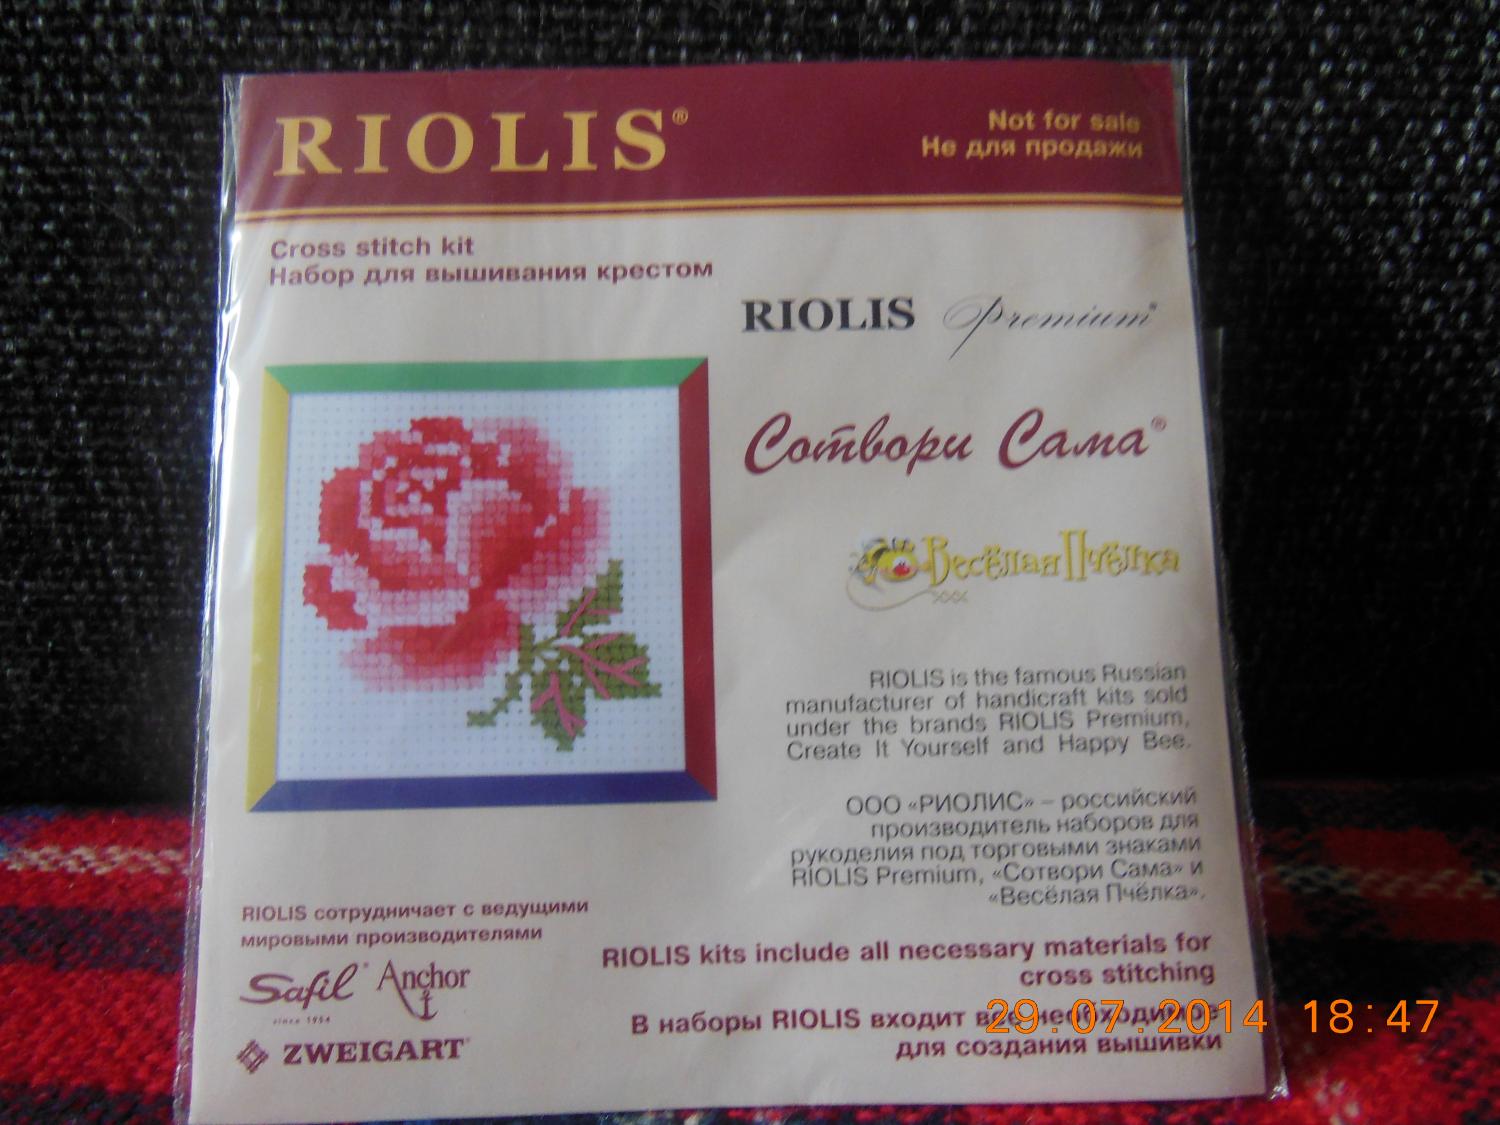 RIOLIS®
Not for sale
Не для продажи
Cross stitch kit
Набор для вышивания крестом
RIOLIS Premium®
Сотвори Сама®
Весёлая Пчёлка
RIOLIS is the famous Russian
manufacturer of handicraft kits sold
under the brands RIOLIS Premium,
Create It Yourself and Happy Bee.
ООО «РИОЛИС» – российский
производитель наборов для
рукоделия под торговыми знаками
RIOLIS Premium, «Сотвори Сама» и
«Весёлая Пчёлка».
RIOLIS сотрудничает с ведущими
мировыми производителями
Safil® Anchor
since 1954
ZWEIGART®
RIOLIS kits include all necessary materials for
cross stitching
В наборы RIOLIS входит все необходимое
для создания вышивки
29.07.2014 18:47